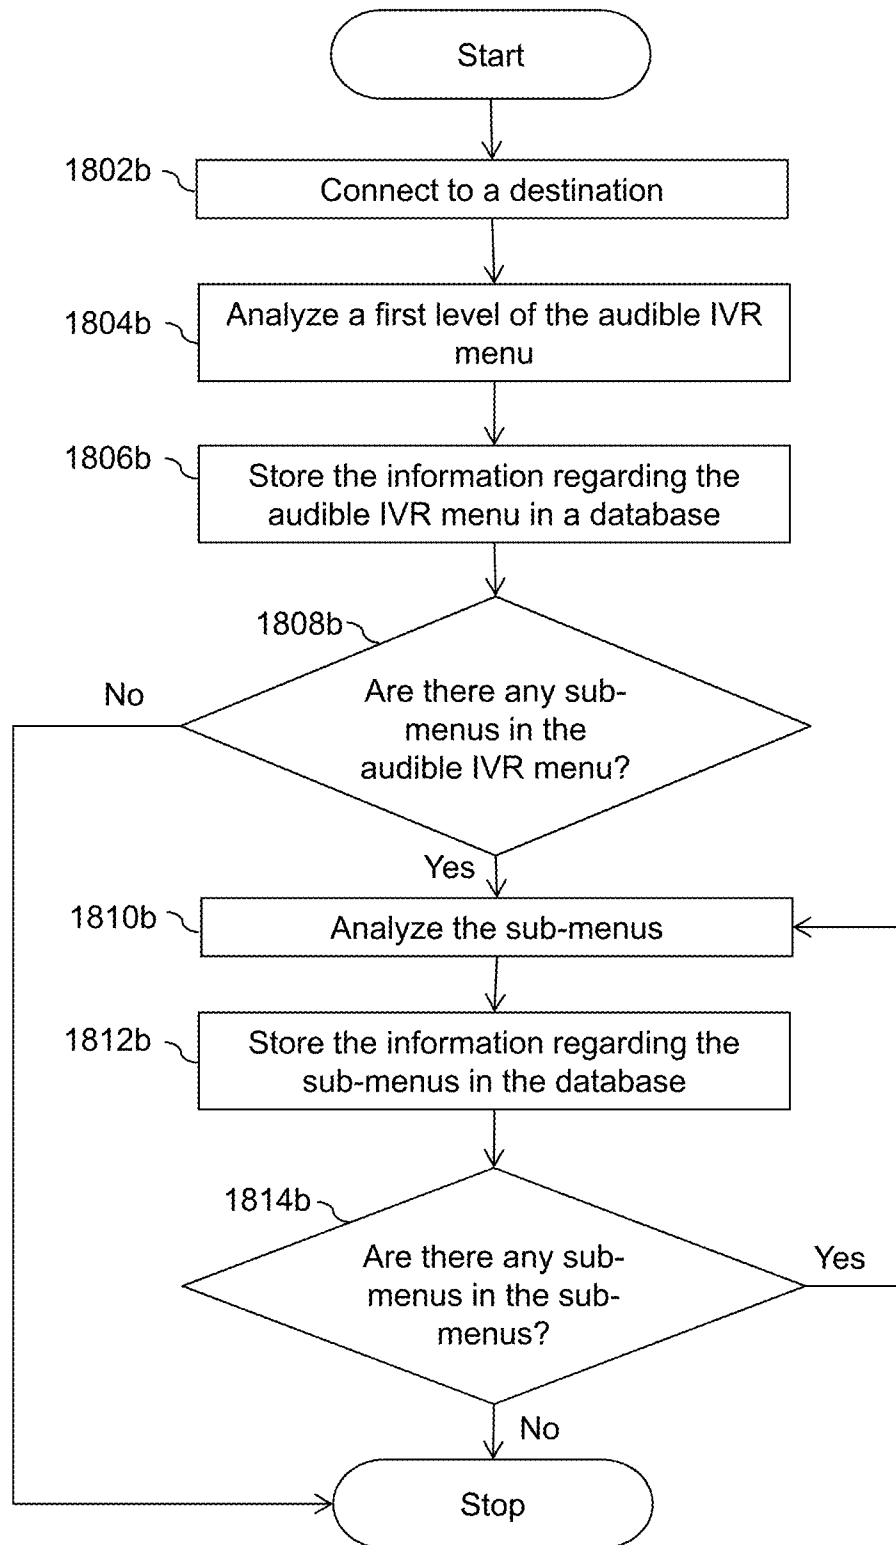 Start
1802b
Connect to a destination
1804b
Analyze a first level of the audible IVR
menu
1806b
Store the information regarding the
audible IVR menu in a database
1808b
Are there any sub-
menus in the
audible IVR menu?
No
Yes
1810b
Analyze the sub-menus
1812b
Store the information regarding the
sub-menus in the database
1814b
Are there any sub-
menus in the sub-
menus?
Yes
No
Stop